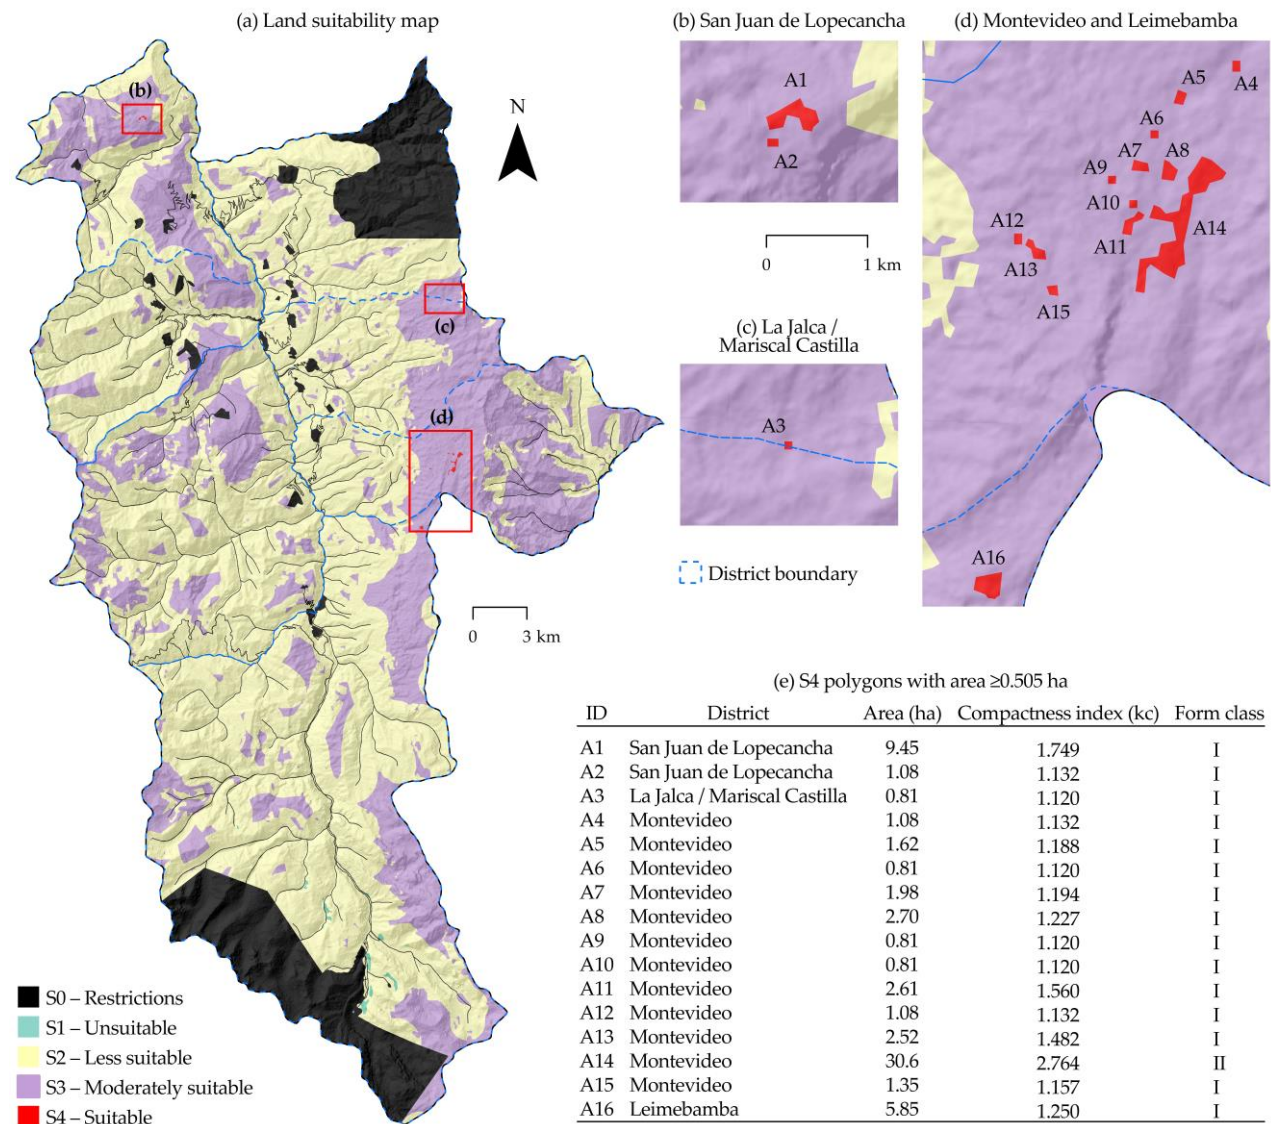 (a) Land suitability map
(b)
N
(c)
(d)
0 3 km
S0 – Restrictions
S1 – Unsuitable
S2 – Less suitable
S3 – Moderately suitable
S4 – Suitable
(b) San Juan de Lopecancha
A1
A2
0 1 km
(c) La Jalca /
Mariscal Castilla
A3
District boundary
(d) Montevideo and Leimebamba
A4
A5
A6
A7 A8
A9
A10
A11
A14
A12
A13
A15
A16
(e) S4 polygons with area ≥0.505 ha
ID District Area (ha) Compactness index (kc) Form class
A1 San Juan de Lopecancha 9.45 1.749 I
A2 San Juan de Lopecancha 1.08 1.132 I
A3 La Jalca / Mariscal Castilla 0.81 1.120 I
A4 Montevideo 1.08 1.132 I
A5 Montevideo 1.62 1.188 I
A6 Montevideo 0.81 1.120 I
A7 Montevideo 1.98 1.194 I
A8 Montevideo 2.70 1.227 I
A9 Montevideo 0.81 1.120 I
A10 Montevideo 0.81 1.120 I
A11 Montevideo 2.61 1.560 I
A12 Montevideo 1.08 1.132 I
A13 Montevideo 2.52 1.482 I
A14 Montevideo 30.6 2.764 II
A15 Montevideo 1.35 1.157 I
A16 Leimebamba 5.85 1.250 I